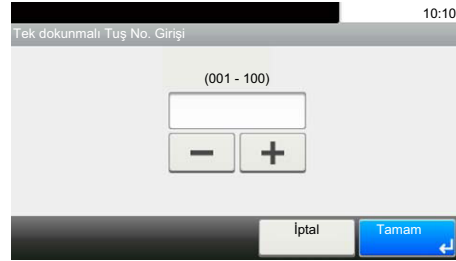 10:10
Tek dokunmalı Tuş No. Girişi
(001 - 100)
İptal
Tamam